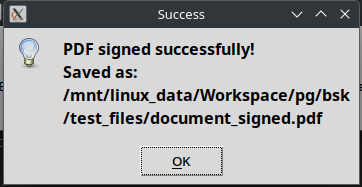 Success
PDF signed successfully!
Saved as:
/mnt/linux_data/Workspace/pg/bsk
/test_files/document_signed.pdf
OK